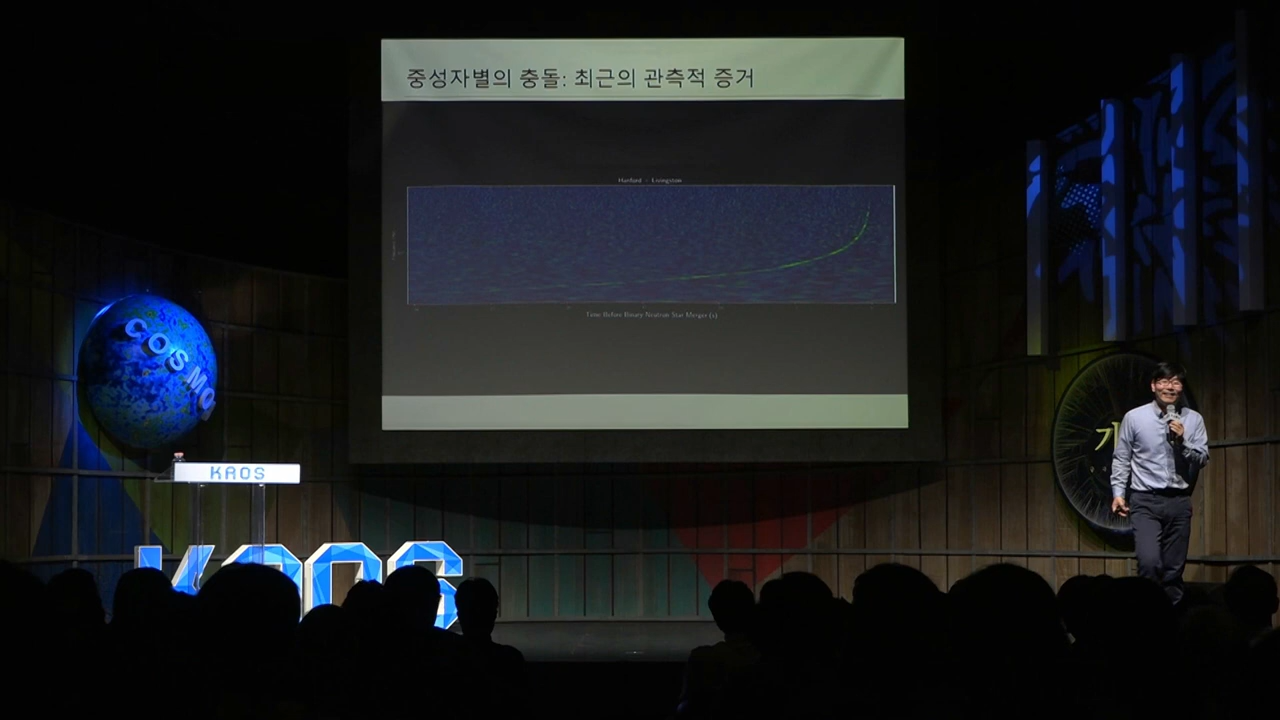 중성자별의 충돌: 최근의 관측적 증거
Hanford + Livingston
Time Before Binary Neutron Star Merger (s)
COSMO
KAOS
KAOS